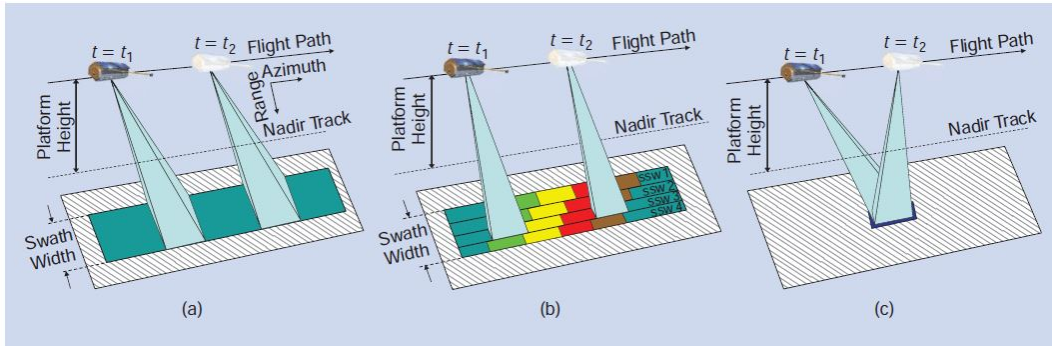 t = t1
t = t2
Flight Path
Azimuth
Range
Platform
Height
Nadir Track
Swath
Width
(a)
t = t1
t = t2
Flight Path
Platform
Height
Nadir Track
ssw 1
ssw 2
ssw 3
ssw 4
Swath
Width
(b)
t = t1
t = t2
Flight Path
Platform
Height
Nadir Track
(c)